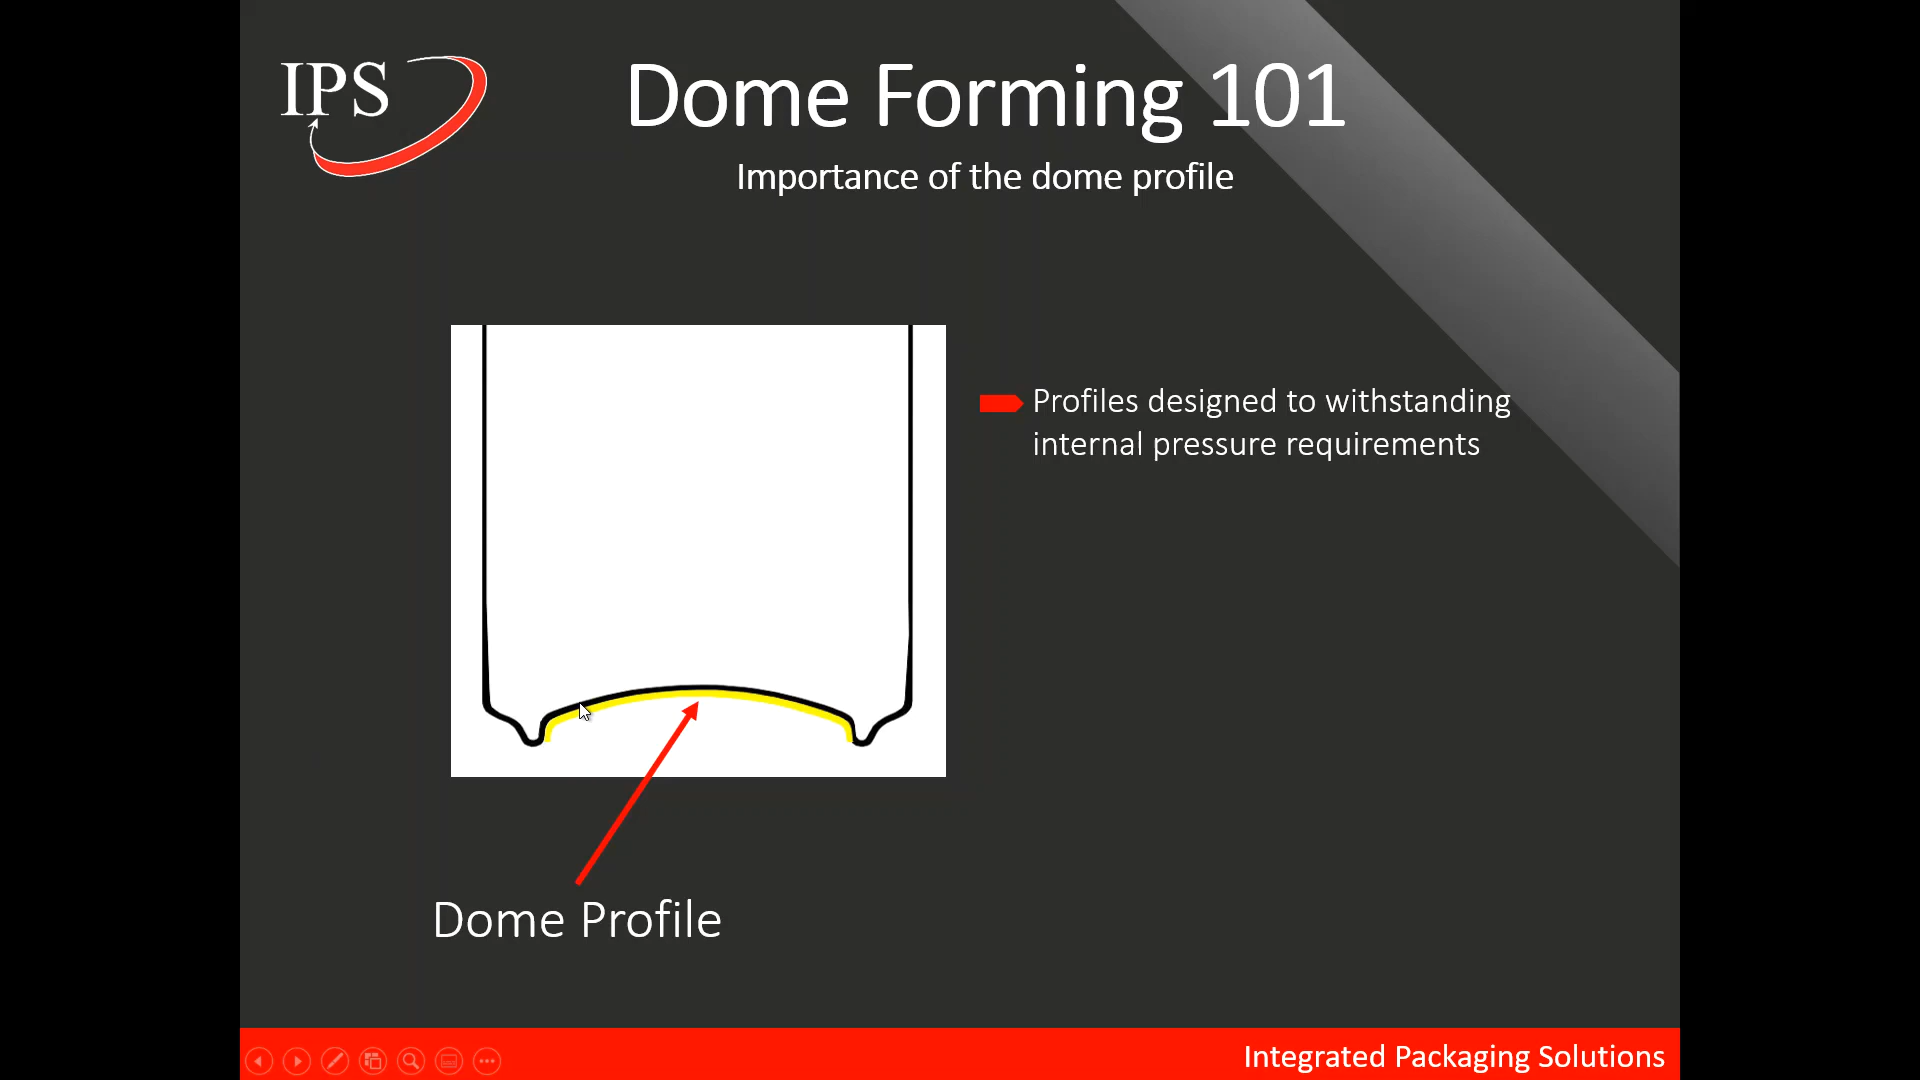 IPS
Dome Forming 101
Importance of the dome profile
Profiles designed to withstanding
internal pressure requirements
Dome Profile
Integrated Packaging Solutions